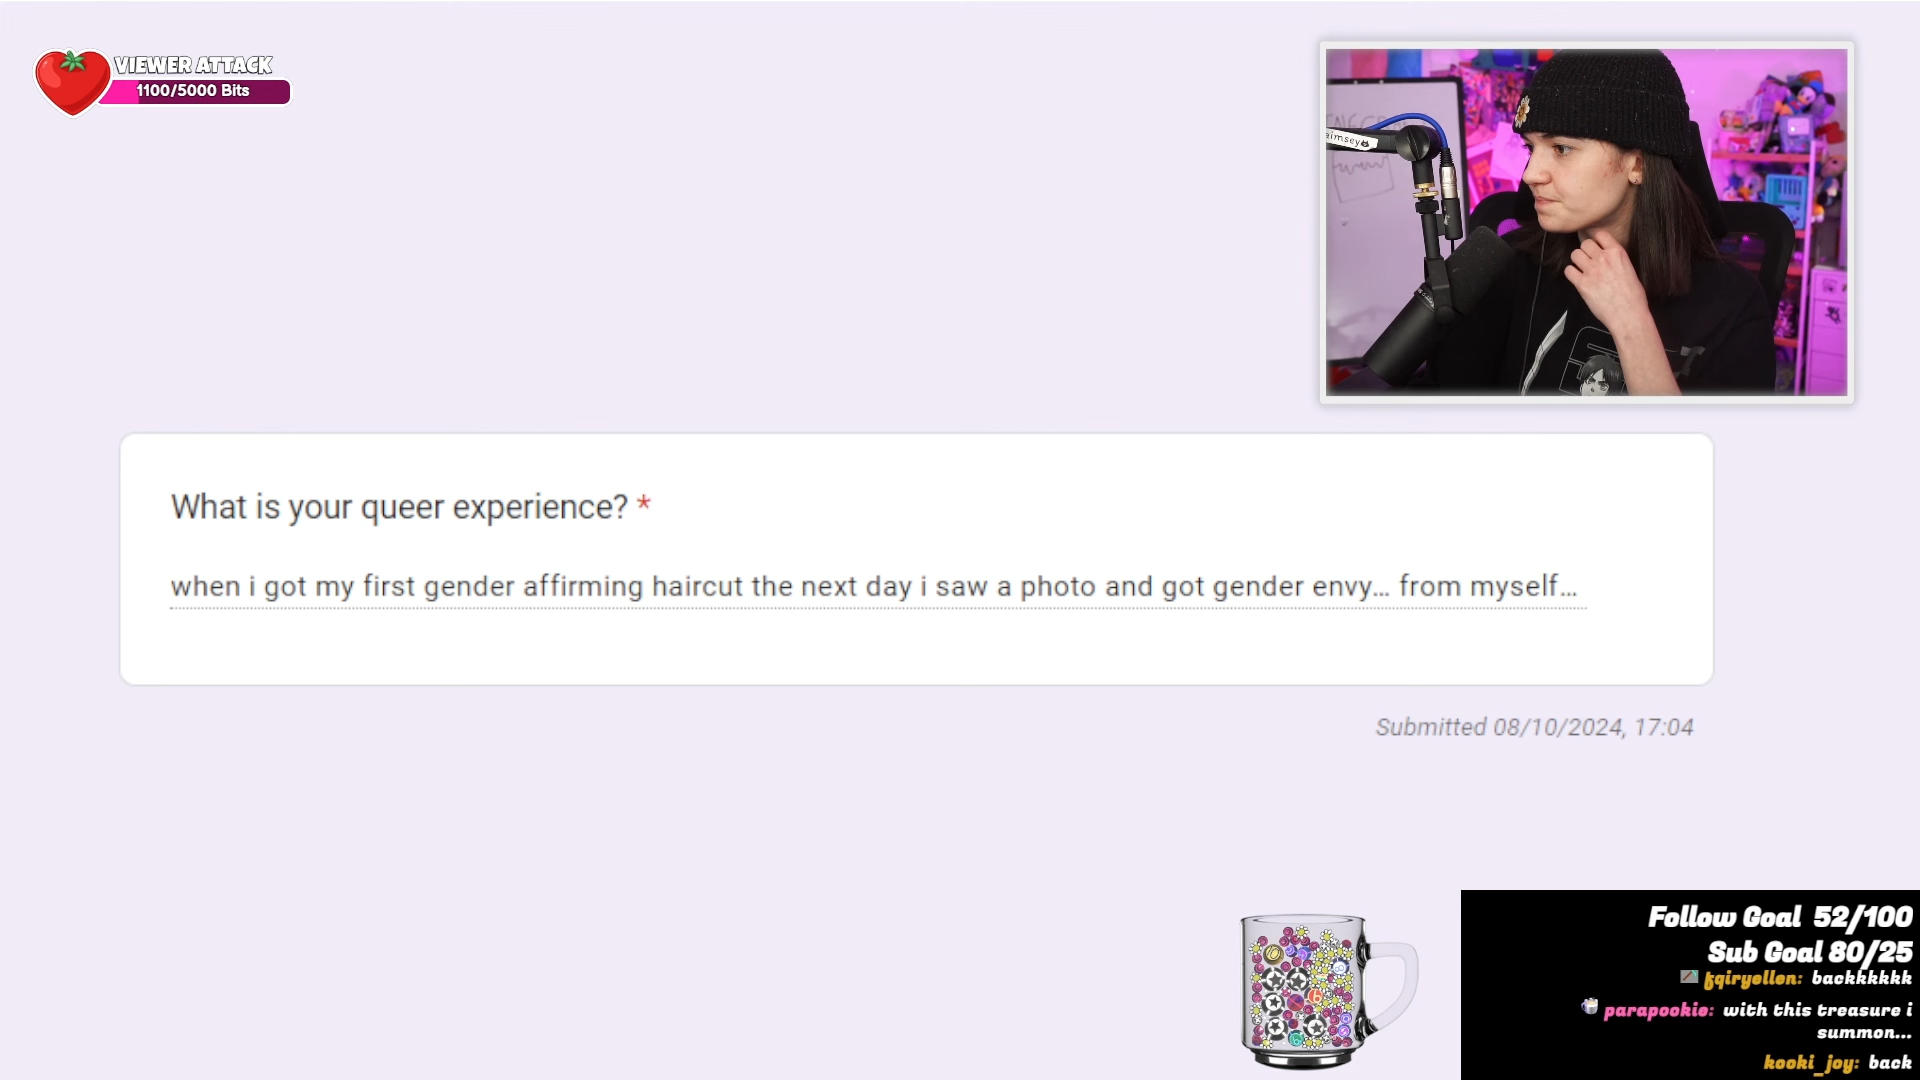 VIEWER ATTACK
1100/5000 Bits
aimsey
What is your queer experience? *
when i got my first gender affirming haircut the next day i saw a photo and got gender envy... from myself...
Submitted 08/10/2024, 17:04
Follow Goal 52/100
Sub Goal 80/25
fqiryellen: backkkkkk
parapookie: with this treasure i
summon...
kooki_joy: back